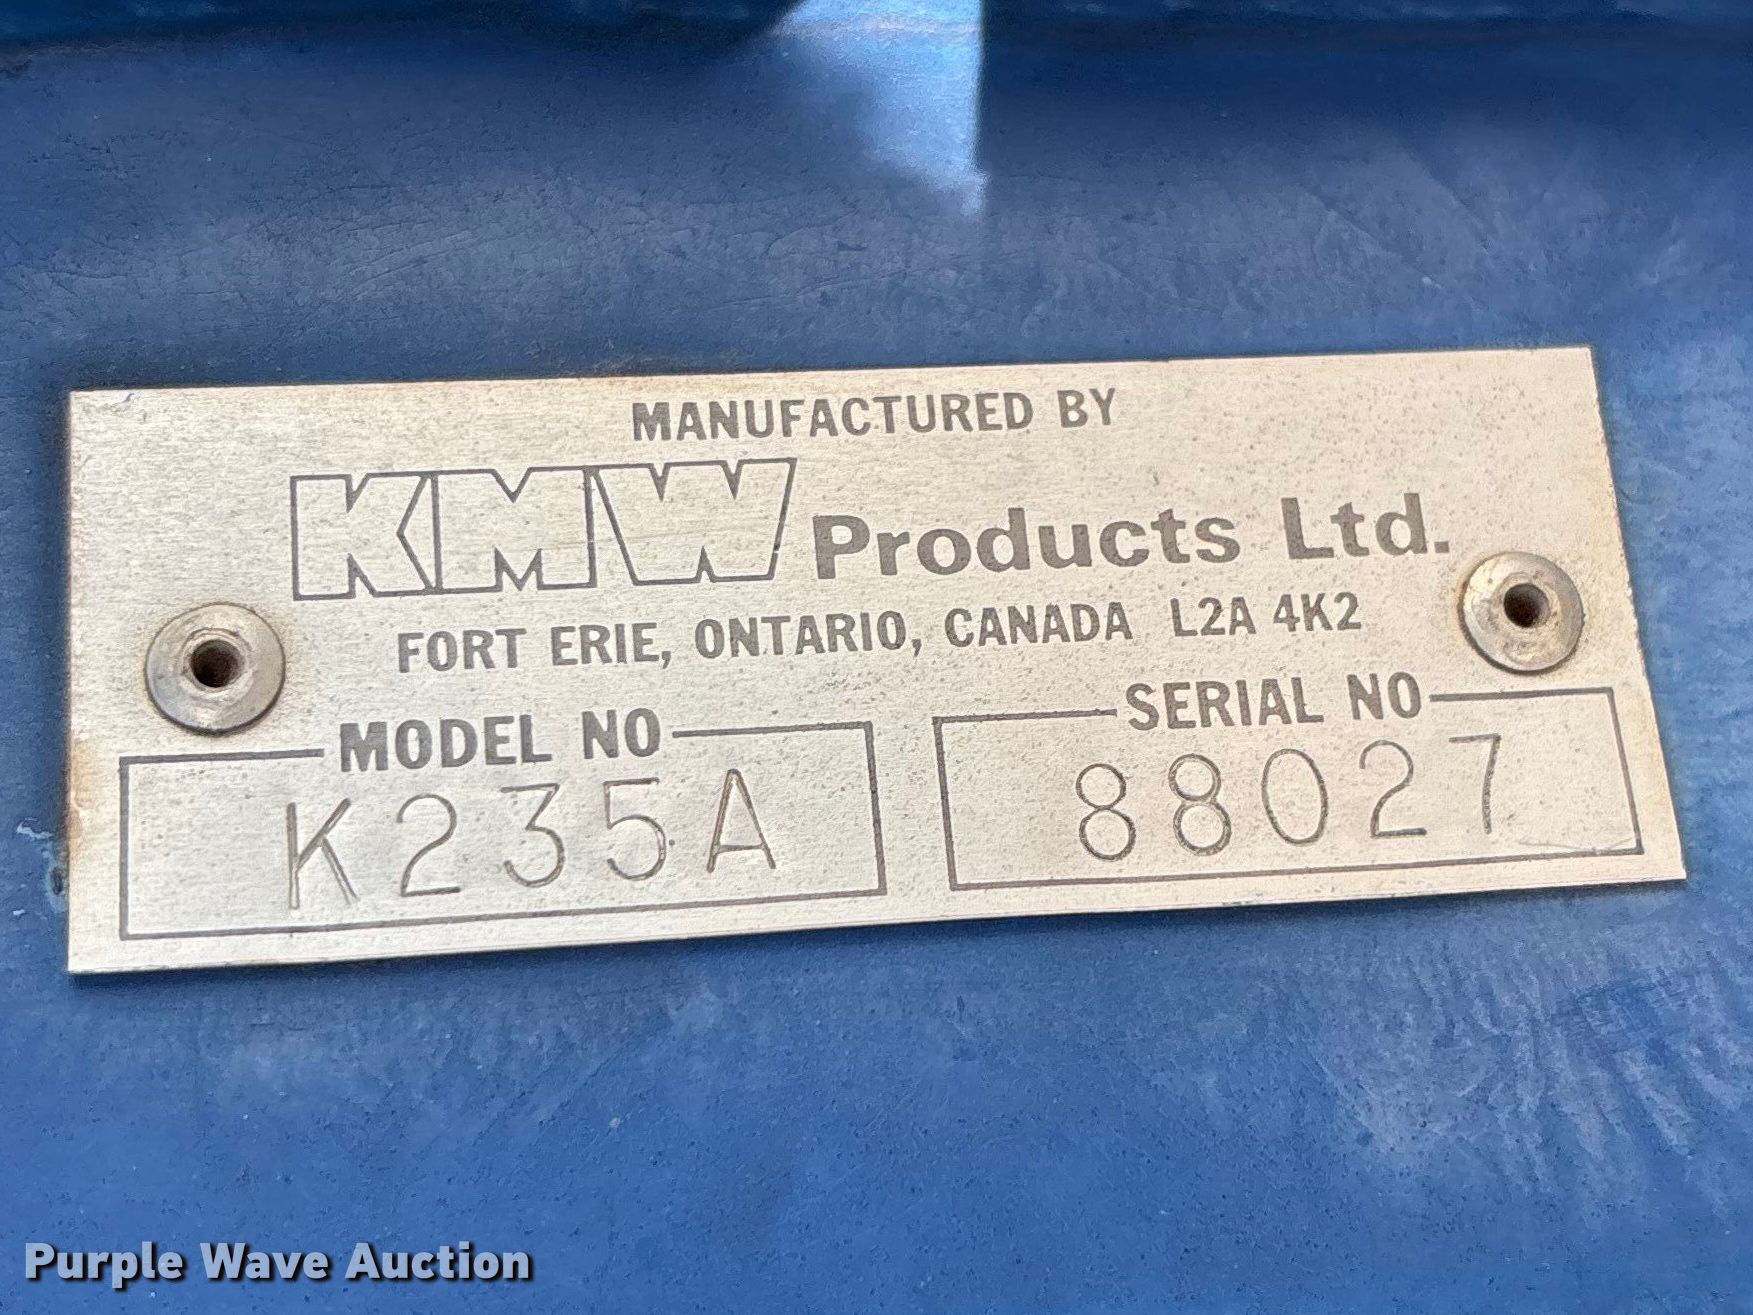 MANUFACTURED BY
KMW Products Ltd.
FORT ERIE, ONTARIO, CANADA L2A 4K2
MODEL NO SERIAL NO
K235A 88027
Purple Wave Auction